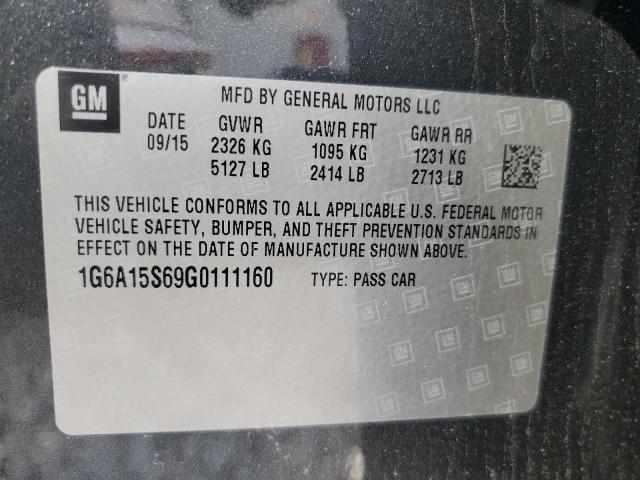 GM ®
MFD BY GENERAL MOTORS LLC
DATE GVWR GAWR FRT GAWR RR
09/15 2326 KG 1095 KG 1231 KG
5127 LB 2414 LB 2713 LB
THIS VEHICLE CONFORMS TO ALL APPLICABLE U.S. FEDERAL MOTOR
VEHICLE SAFETY, BUMPER, AND THEFT PREVENTION STANDARDS IN
EFFECT ON THE DATE OF MANUFACTURE SHOWN ABOVE.
1G6A15S69G0111160 TYPE: PASS CAR